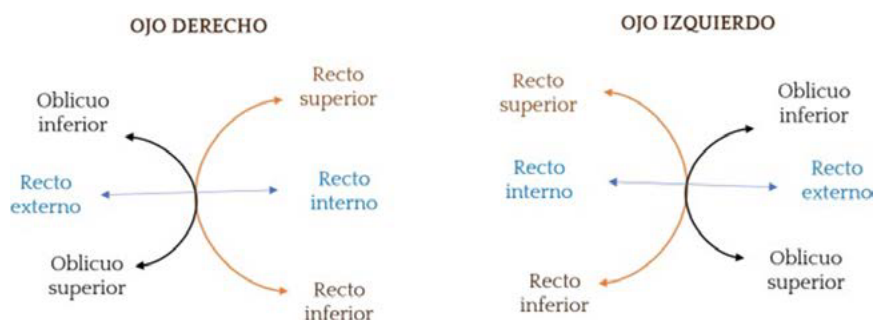 OJO DERECHO
Recto
superior
Oblicuo
inferior
Recto
externo
Recto
interno
Oblicuo
superior
Recto
inferior
OJO IZQUIERDO
Recto
superior
Oblicuo
inferior
Recto
interno
Recto
externo
Oblicuo
superior
Recto
inferior